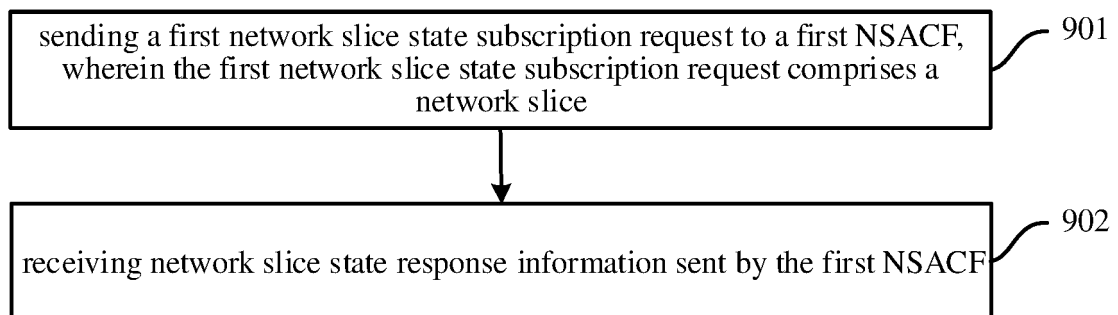 sending a first network slice state subscription request to a first NSACF,
wherein the first network slice state subscription request comprises a
network slice
901
receiving network slice state response information sent by the first NSACF
902